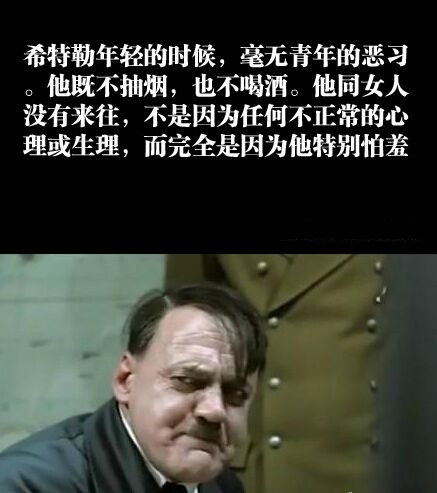 希特勒年轻的时候，毫无青年的恶习
。他既不抽烟，也不喝酒。他同女人
没有来往，不是因为任何不正常的心
理或生理，而完全是因为他特别怕羞